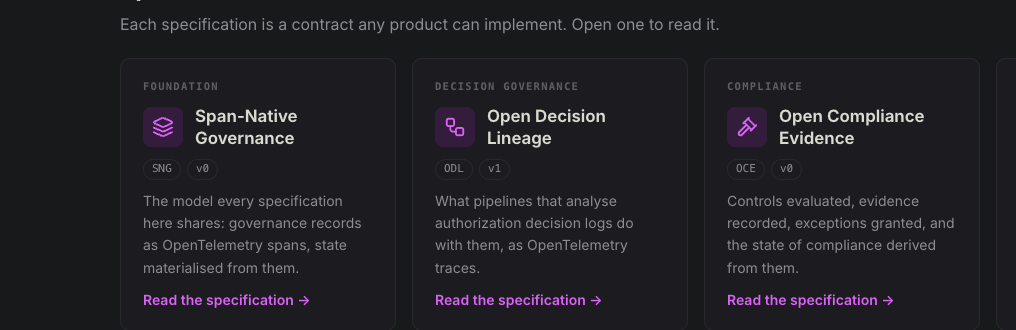 Each specification is a contract any product can implement. Open one to read it.
FOUNDATION
Span-Native
Governance
SNG v0
The model every specification
here shares: governance records
as OpenTelemetry spans, state
materialised from them.
Read the specification →
DECISION GOVERNANCE
Open Decision
Lineage
ODL v1
What pipelines that analyse
authorization decision logs do
with them, as OpenTelemetry
traces.
Read the specification →
COMPLIANCE
Open Compliance
Evidence
OCE v0
Controls evaluated, evidence
recorded, exceptions granted, and
the state of compliance derived
from them.
Read the specification →